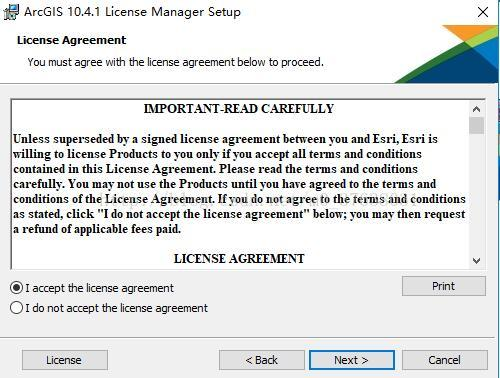 ArcGIS 10.4.1 License Manager Setup
License Agreement
You must agree with the license agreement below to proceed.
IMPORTANT-READ CAREFULLY
Unless superseded by a signed license agreement between you and Esri, Esri is
willing to license Products to you only if you accept all terms and conditions
contained in this License Agreement. Please read the terms and conditions
carefully. You may not use the Products until you have agreed to the terms and
conditions of the License Agreement. If you do not agree to the terms and conditions
as stated, click "I do not accept the license agreement" below; you may then request
a refund of applicable fees paid.
LICENSE AGREEMENT
I accept the license agreement
Print
I do not accept the license agreement
License
< Back
Next >
Cancel